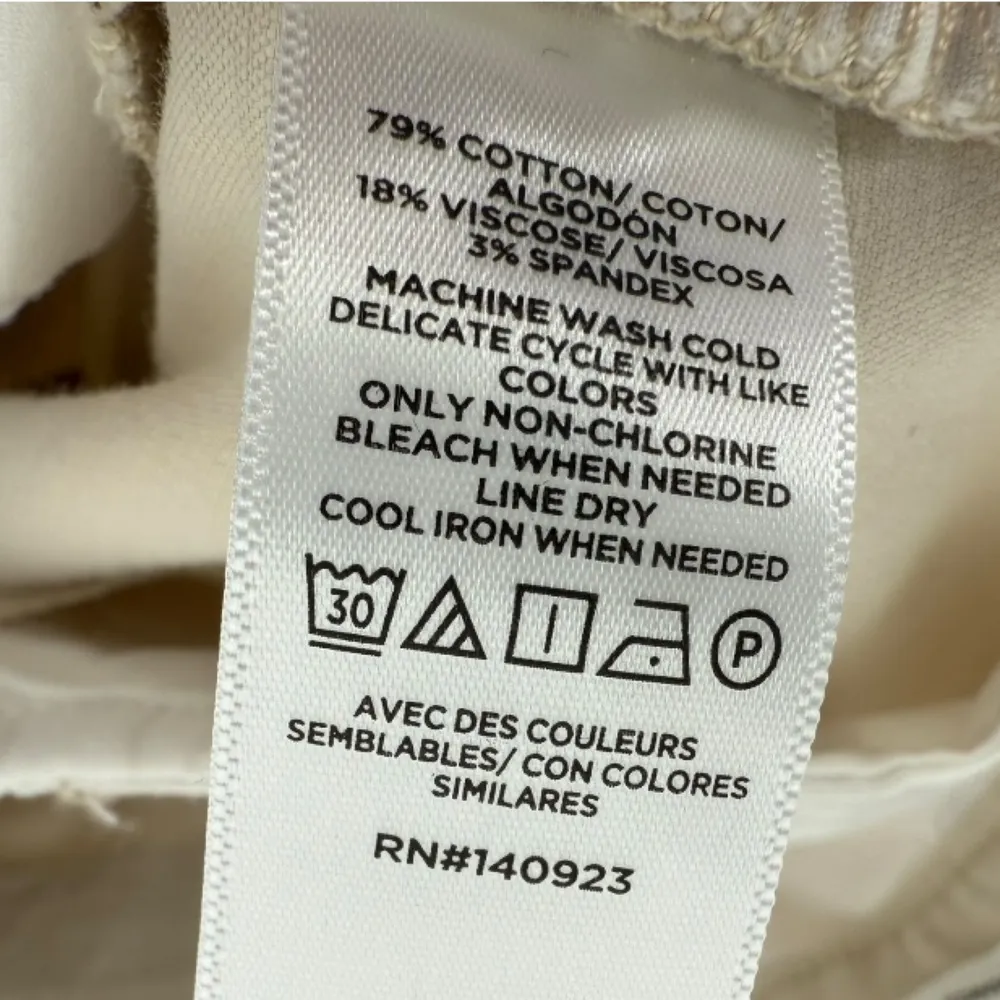 79% COTTON/ COTON/
ALGODÓN
18% VISCOSE/ VISCOSA
3% SPANDEX
MACHINE WASH COLD
DELICATE CYCLE WITH LIKE
COLORS
ONLY NON-CHLORINE
BLEACH WHEN NEEDED
LINE DRY
COOL IRON WHEN NEEDED
30 P
AVEC DES COULEURS
SEMBLABLES/ CON COLORES
SIMILARES
RN#140923